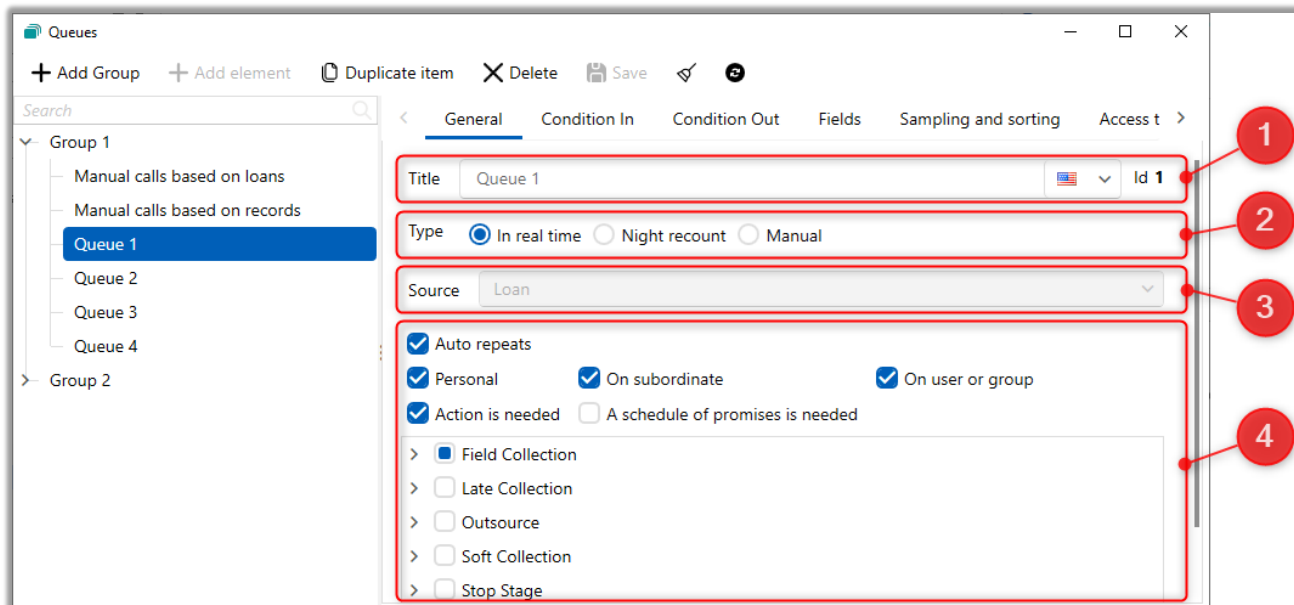 Queues
Add Group Add element Duplicate item Delete Save
Search
Group 1
Manual calls based on loans
Manual calls based on records
Queue 1
Queue 2
Queue 3
Queue 4
Group 2
General Condition In Condition Out Fields Sampling and sorting Access t
Title Queue 1 Id 1
1
Type In real time Night recount Manual
2
Source Loan
3
Auto repeats
Personal On subordinate On user or group
Action is needed A schedule of promises is needed
4
Field Collection
Late Collection
Outsource
Soft Collection
Stop Stage